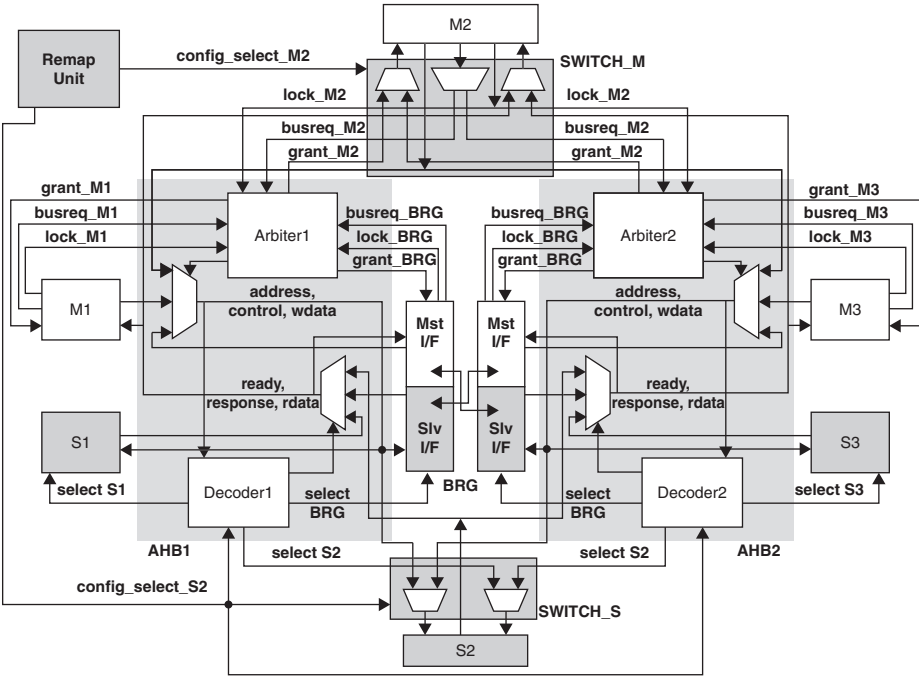 M2
Remap
Unit
config_select_M2
SWITCH_M
lock_M2
lock_M2
busreq_M2
busreq_M2
grant_M2
grant_M2
grant_M1
grant_M3
busreq_M1
busreq_BRG
busreq_BRG
busreq_M3
Arbiter1
Arbiter2
lock_M1
lock_BRG
lock_BRG
lock_M3
grant_BRG
grant_BRG
address,
control, wdata
address,
control, wdata
M1
Mst
I/F
Mst
I/F
M3
ready,
response, rdata
ready,
response, rdata
S1
Slv
I/F
Slv
I/F
S3
select S1
Decoder1
select
BRG
BRG
select
BRG
Decoder2
select S3
AHB1
select S2
select S2
AHB2
config_select_S2
SWITCH_S
S2